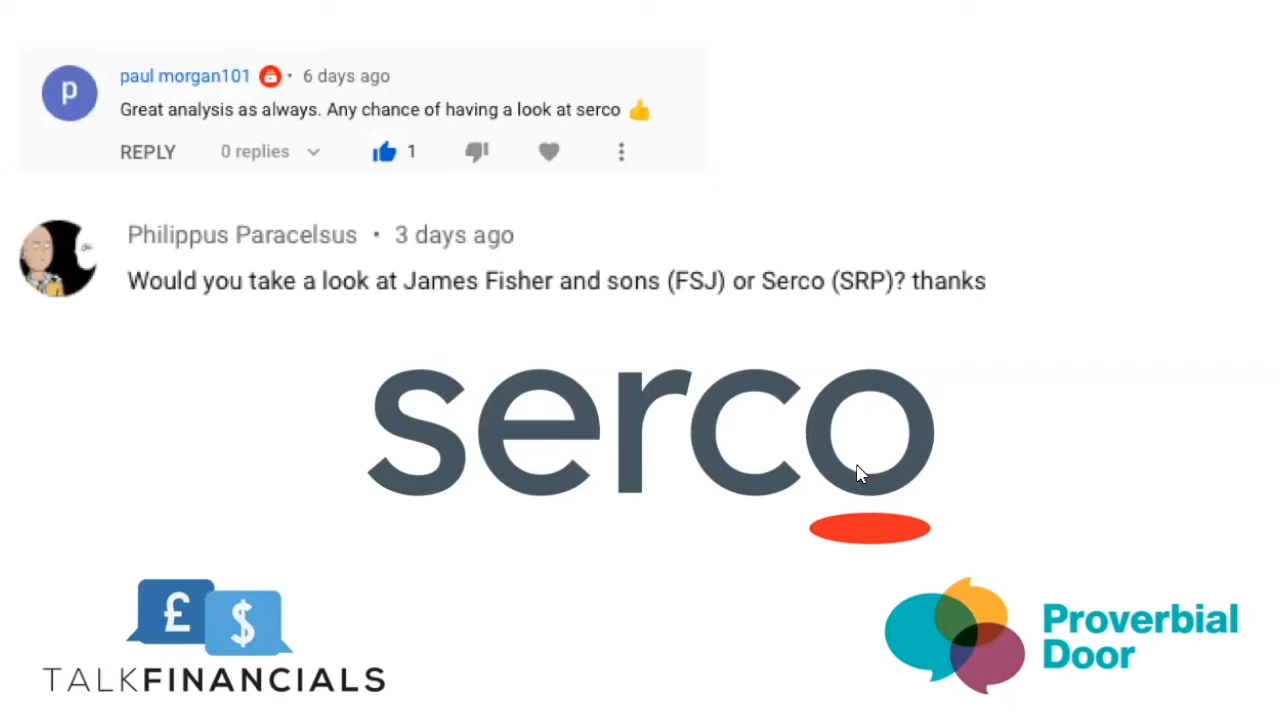 P
paul morgan101 • 6 days ago
Great analysis as always. Any chance of having a look at serco 👍
REPLY 0 replies 1
Philippus Paracelsus • 3 days ago
Would you take a look at James Fisher and sons (FSJ) or Serco (SRP)? thanks
serco
£ $
TALKFINANCIALS
Proverbial
Door